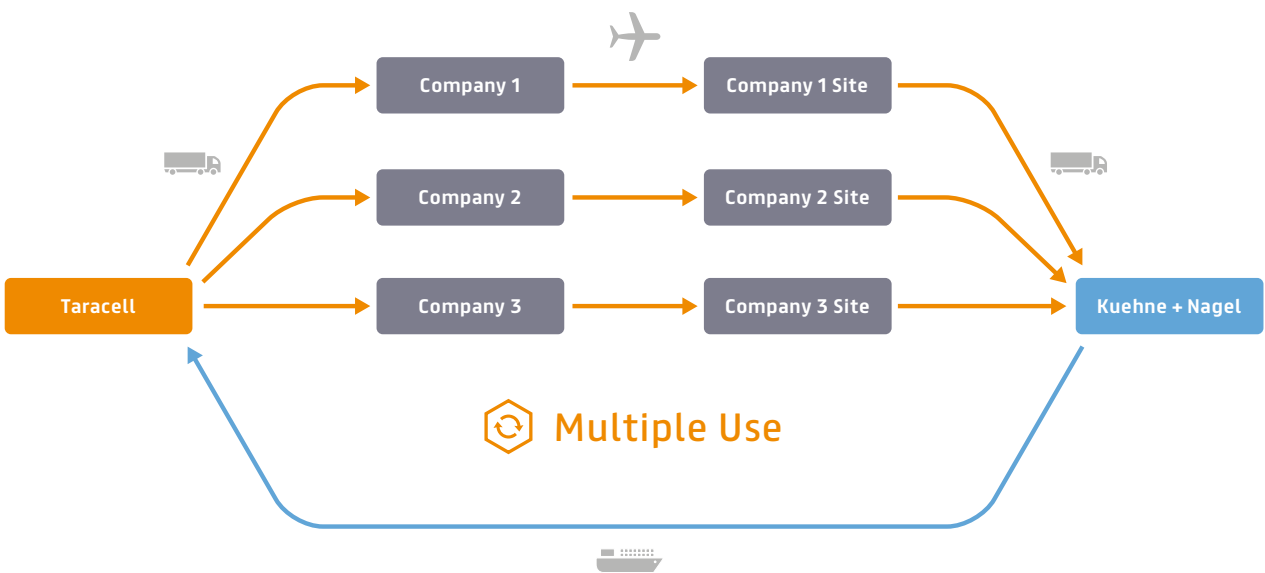 Company 1
Company 1 Site
Company 2
Company 2 Site
Taracell
Company 3
Company 3 Site
Kuehne + Nagel
Multiple Use